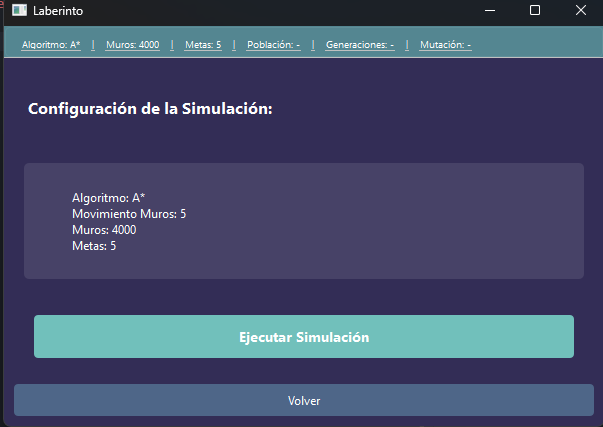 Laberinto
Algoritmo: A* | Muros: 4000 | Metas: 5 | Población: - | Generaciones: - | Mutación: -
Configuración de la Simulación:
Algoritmo: A*
Movimiento Muros: 5
Muros: 4000
Metas: 5
Ejecutar Simulación
Volver